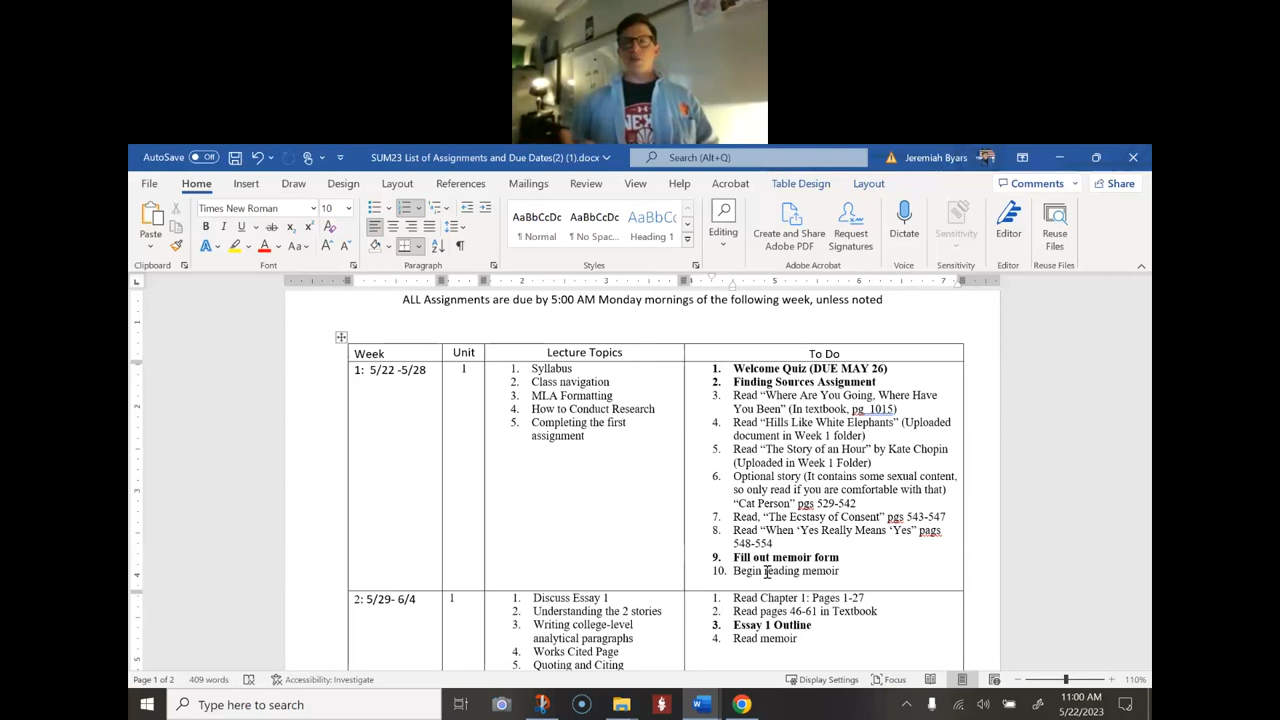 NEX
AutoSave Off SUM23 List of Assignments and Due Dates(2) (1).docx Search (Alt+Q) Jeremiah Byars
File Home Insert Draw Design Layout References Mailings Review View Help Acrobat Table Design Layout Comments Share
Paste Times New Roman 10 AaBbCcDc AaBbCcDc AaBbCc Editing Create and Share Request Dictate Sensitivity Editor Reuse
B I U ab x₂ x² A Aa A A ¶ ¶ Normal ¶ No Spac... Heading 1 Adobe PDF Signatures Files
Clipboard Font Paragraph Styles Adobe Acrobat Voice Sensitivity Editor Reuse Files
1 2 3 4 5 6 7
ALL Assignments are due by 5:00 AM Monday mornings of the following week, unless noted
Week Unit Lecture Topics To Do
1: 5/22 -5/28 1 1. Syllabus 1. Welcome Quiz (DUE MAY 26)
2. Class navigation 2. Finding Sources Assignment
3. MLA Formatting 3. Read “Where Are You Going, Where Have
4. How to Conduct Research You Been” (In textbook, pg 1015)
5. Completing the first 4. Read “Hills Like White Elephants” (Uploaded
assignment document in Week 1 folder)
5. Read “The Story of an Hour” by Kate Chopin
(Uploaded in Week 1 Folder)
6. Optional story (It contains some sexual content,
so only read if you are comfortable with that)
“Cat Person” pgs 529-542
7. Read, “The Ecstasy of Consent” pgs 543-547
8. Read “When ‘Yes Really Means ‘Yes” pags
548-554
9. Fill out memoir form
10. Begin reading memoir
2: 5/29- 6/4 1 1. Discuss Essay 1 1. Read Chapter 1: Pages 1-27
2. Understanding the 2 stories 2. Read pages 46-61 in Textbook
3. Writing college-level 3. Essay 1 Outline
analytical paragraphs 4. Read memoir
4. Works Cited Page
5. Quoting and Citing
Page 1 of 2 409 words Accessibility: Investigate Display Settings Focus 110%
Type here to search 11:00 AM
5/22/2023